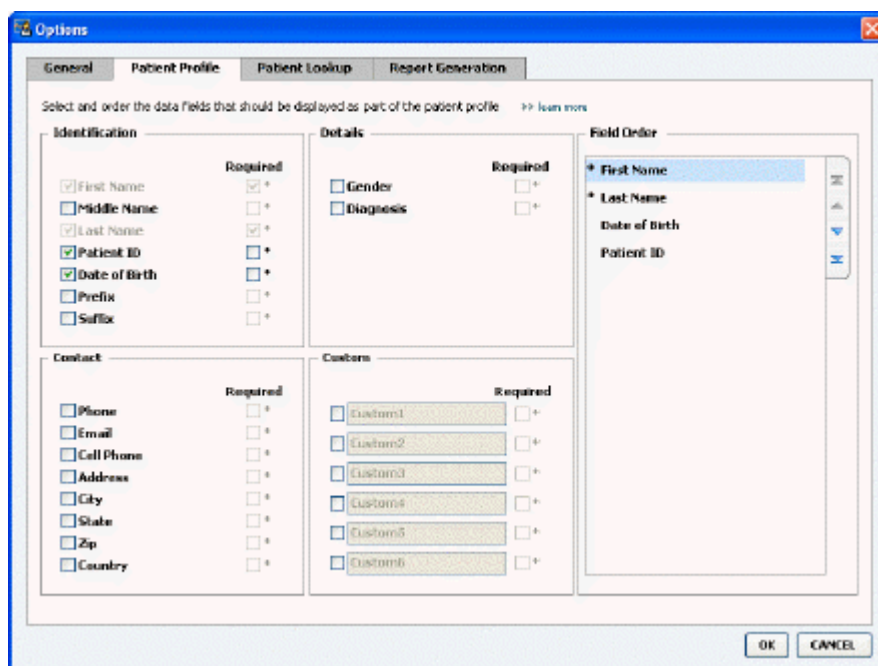 Options
General Patient Profile Patient Lookup Report Generation
Select and order the data fields that should be displayed as part of the patient profile >> learn more
Identification
Required
First Name *
Middle Name *
Last Name *
Patient ID *
Date of Birth *
Prefix *
Suffix *
Details
Required
Gender *
Diagnosis *
Contact
Required
Phone *
Email *
Cell Phone *
Address *
City *
State *
Zip *
Country *
Custom
Required
Custom1 *
Custom2 *
Custom3 *
Custom4 *
Custom5 *
Custom6 *
Field Order
* First Name
* Last Name
Date of Birth
Patient ID
OK CANCEL